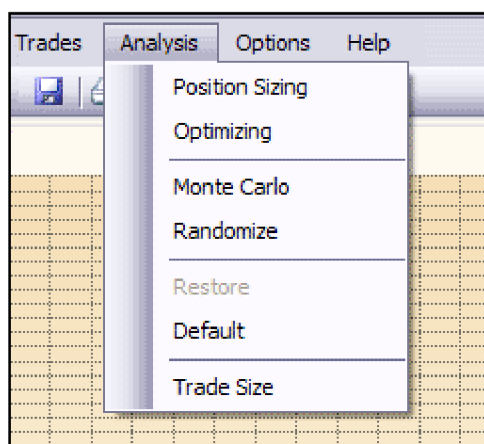 Trades Analysis Options Help
Position Sizing
Optimizing
Monte Carlo
Randomize
Restore
Default
Trade Size